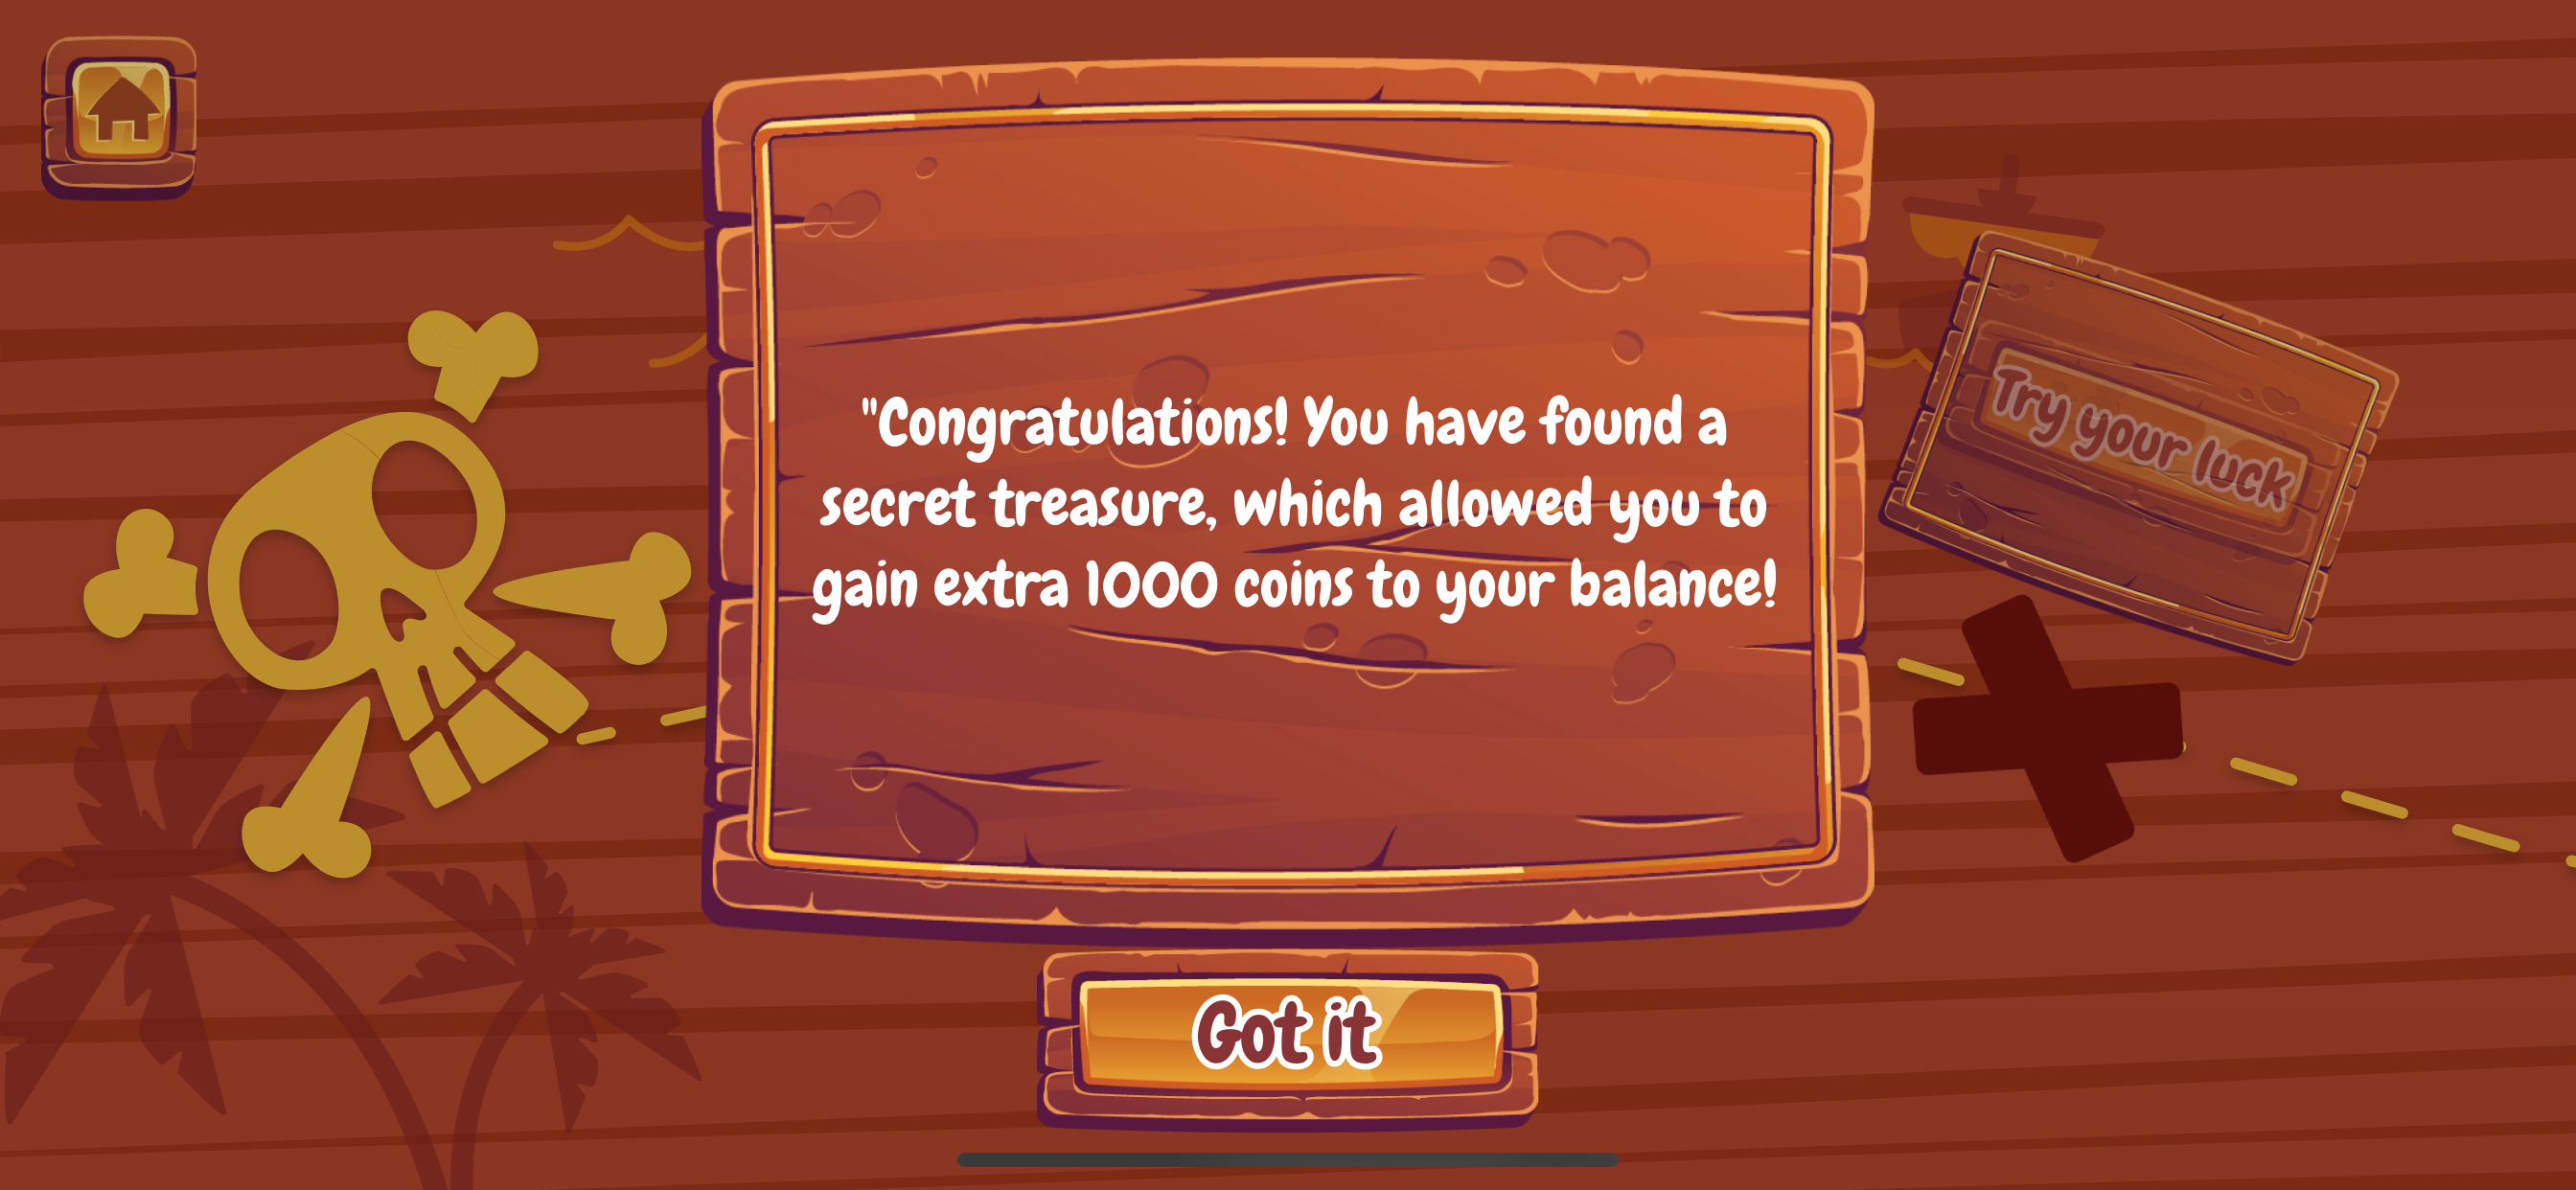 "Congratulations! You have found a
secret treasure, which allowed you to
gain extra 1000 coins to your balance!
Try your luck
Got it